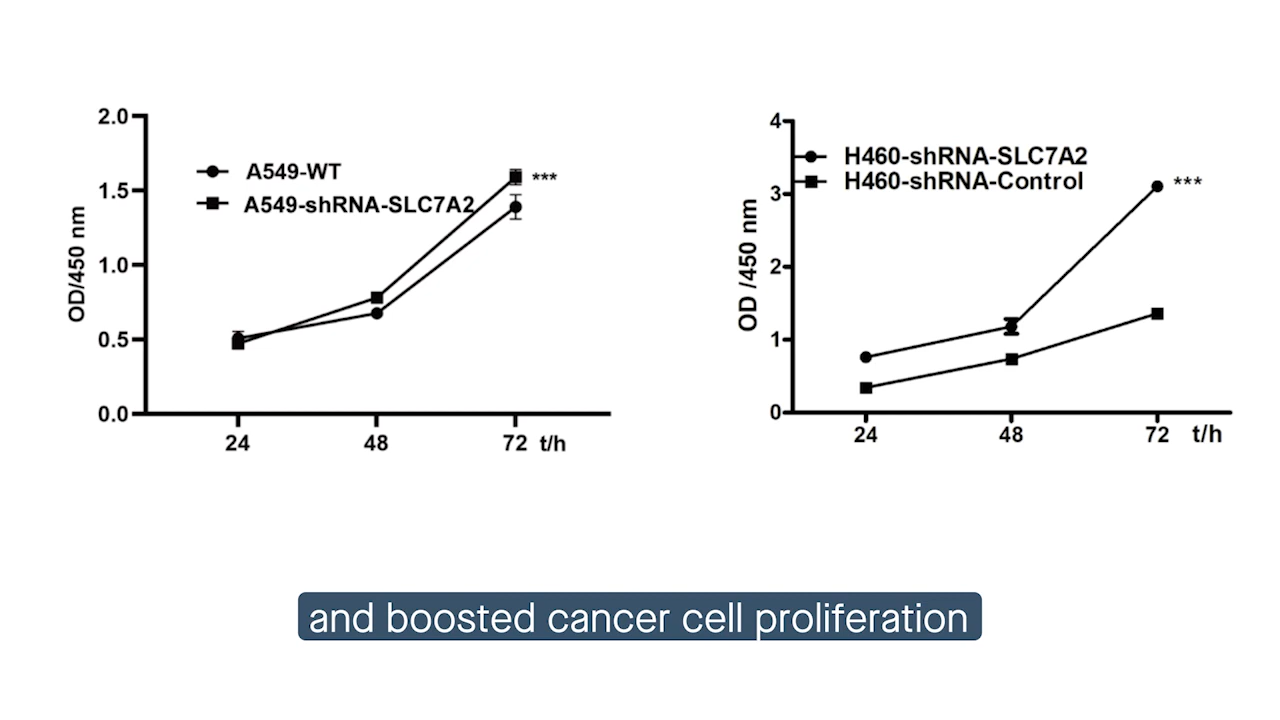 2.0
1.5
1.0
0.5
0.0
OD/450 nm
A549-WT
A549-shRNA-SLC7A2
***
24 48 72 t/h
4
3
2
1
0
OD /450 nm
H460-shRNA-SLC7A2
H460-shRNA-Control
***
24 48 72 t/h
and boosted cancer cell proliferation